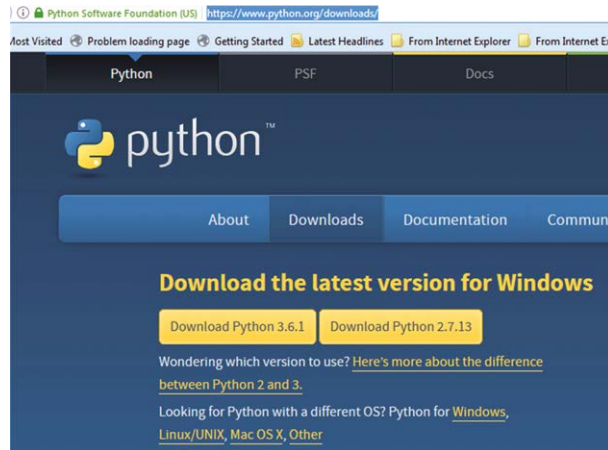 Python Software Foundation (US) https://www.python.org/downloads/
Most Visited Problem loading page Getting Started Latest Headlines From Internet Explorer From Internet Ex
Python PSF Docs
python™
About Downloads Documentation Commun
Download the latest version for Windows
Download Python 3.6.1 Download Python 2.7.13
Wondering which version to use? Here's more about the difference
between Python 2 and 3.
Looking for Python with a different OS? Python for Windows,
Linux/UNIX, Mac OS X, Other